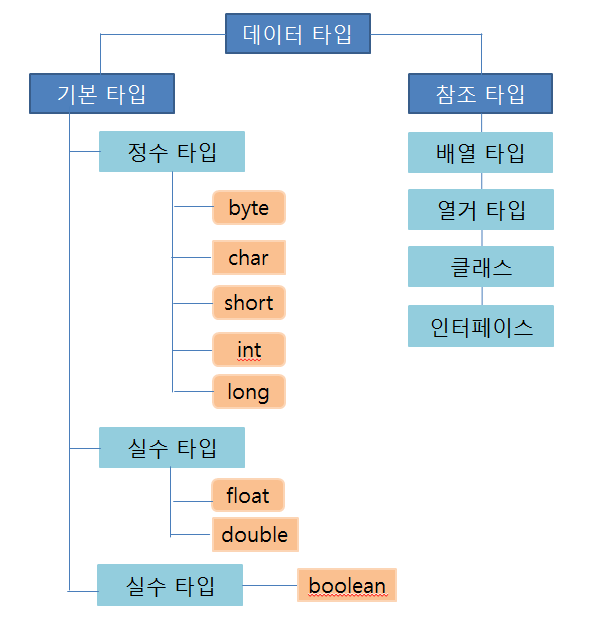 데이터 타입
기본 타입
정수 타입
byte
char
short
int
long
실수 타입
float
double
실수 타입
boolean
참조 타입
배열 타입
열거 타입
클래스
인터페이스